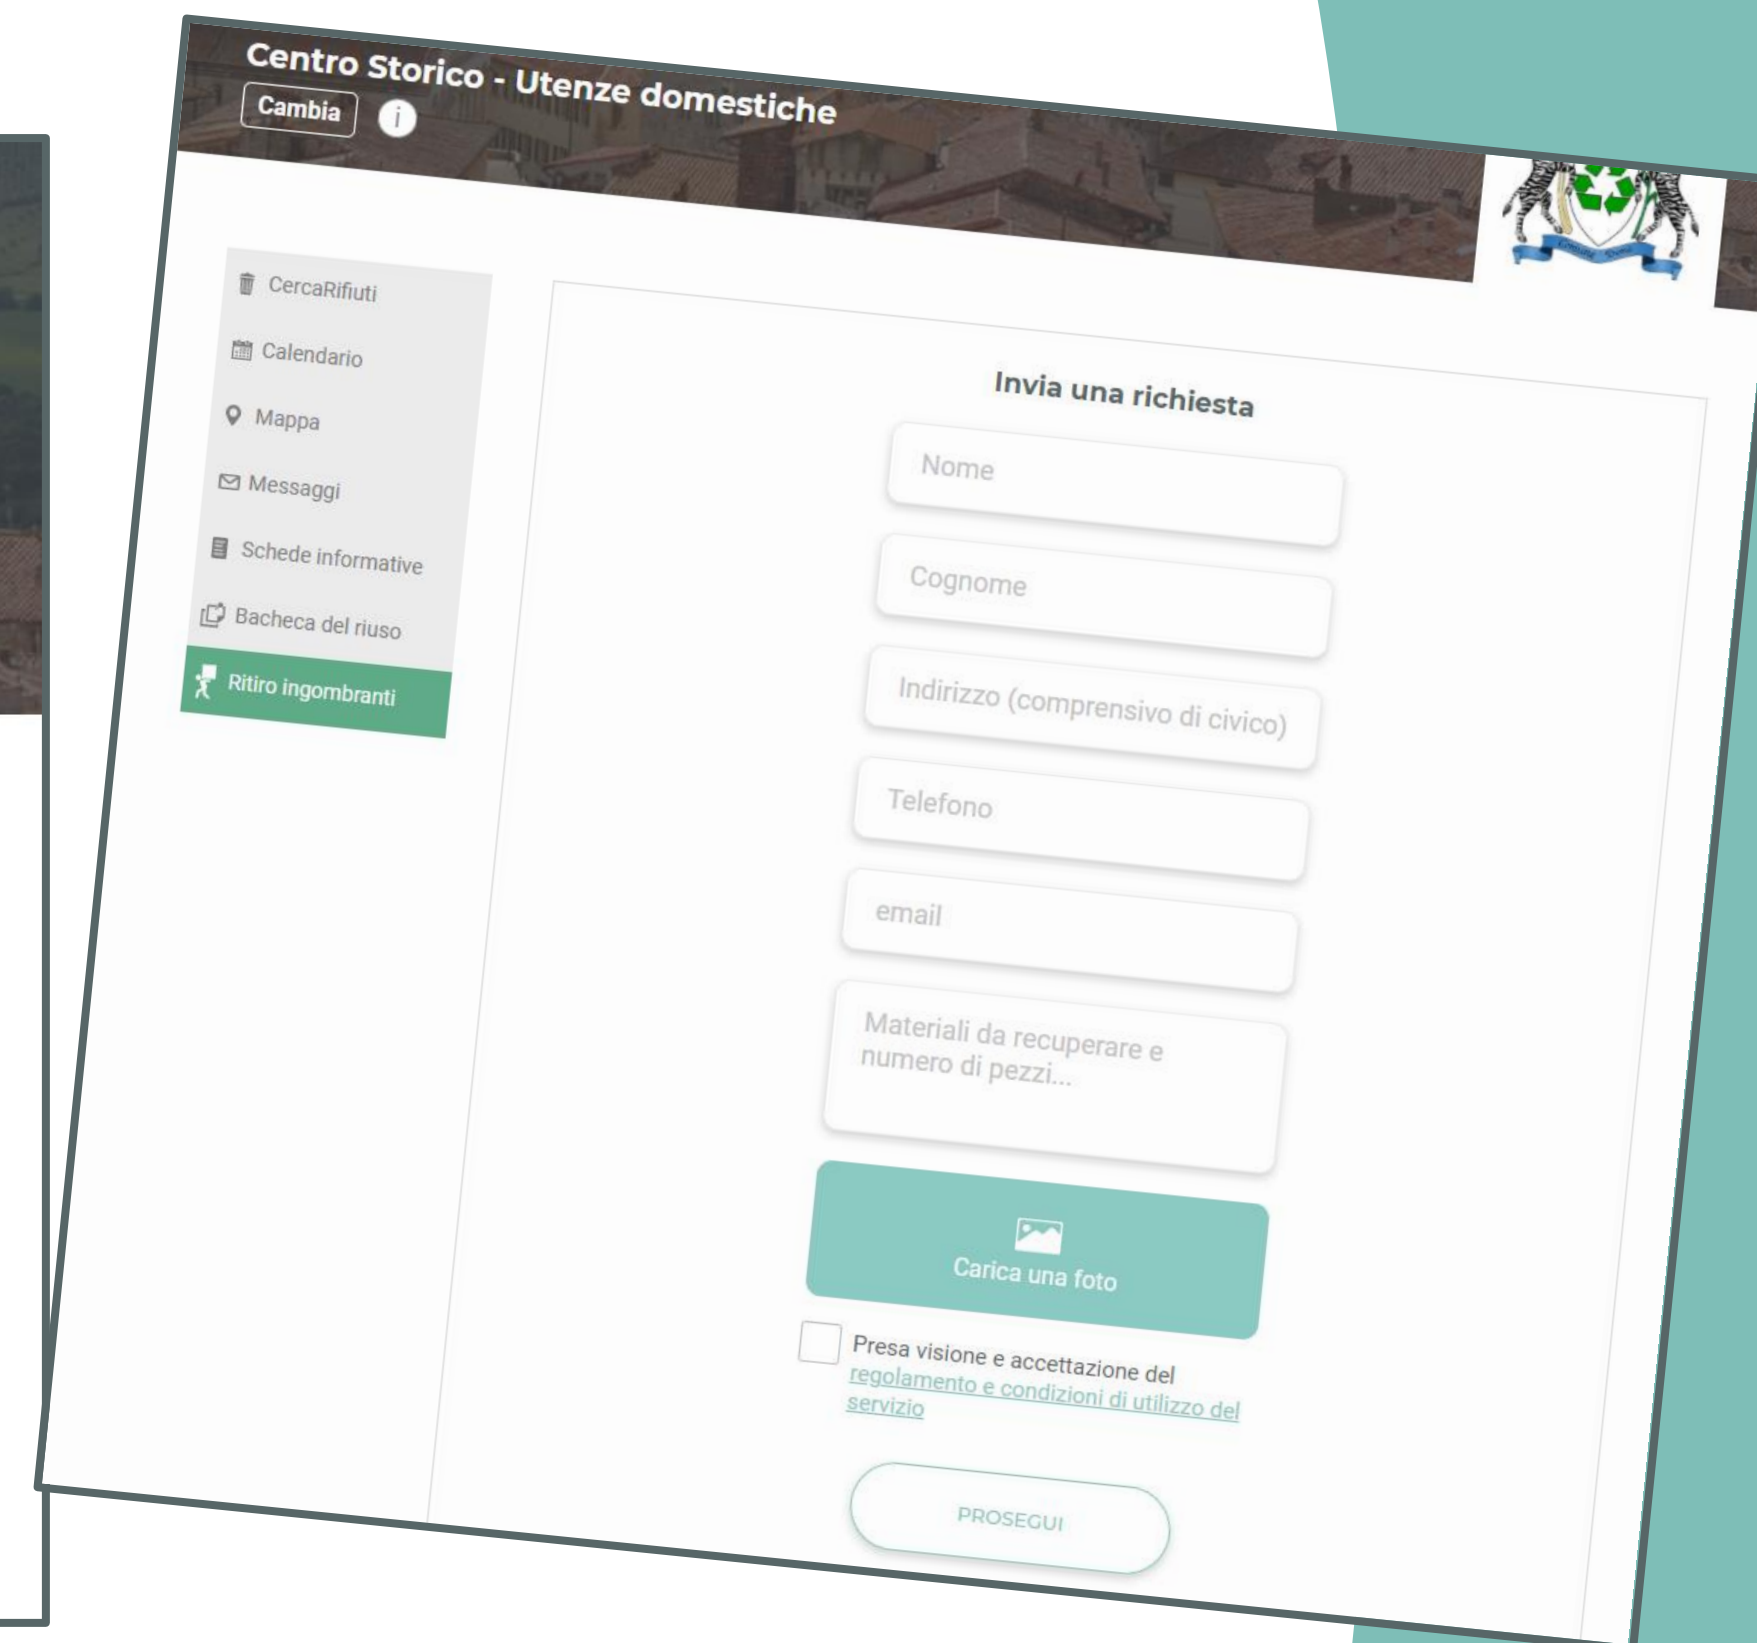 Centro Storico - Utenze domestiche
Cambia
i
CercaRifiuti
Calendario
Mappa
Messaggi
Schede informative
Bacheca del riuso
Ritiro ingombranti
Invia una richiesta
Nome
Cognome
Indirizzo (comprensivo di civico)
Telefono
email
Materiali da recuperare e
numero di pezzi...
Carica una foto
Presa visione e accettazione del
regolamento e condizioni di utilizzo del
servizio
PROSEGUI